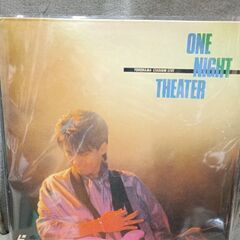 ONE
YOKOHAMA STADIUM LIVE
NIGHT
THEATER